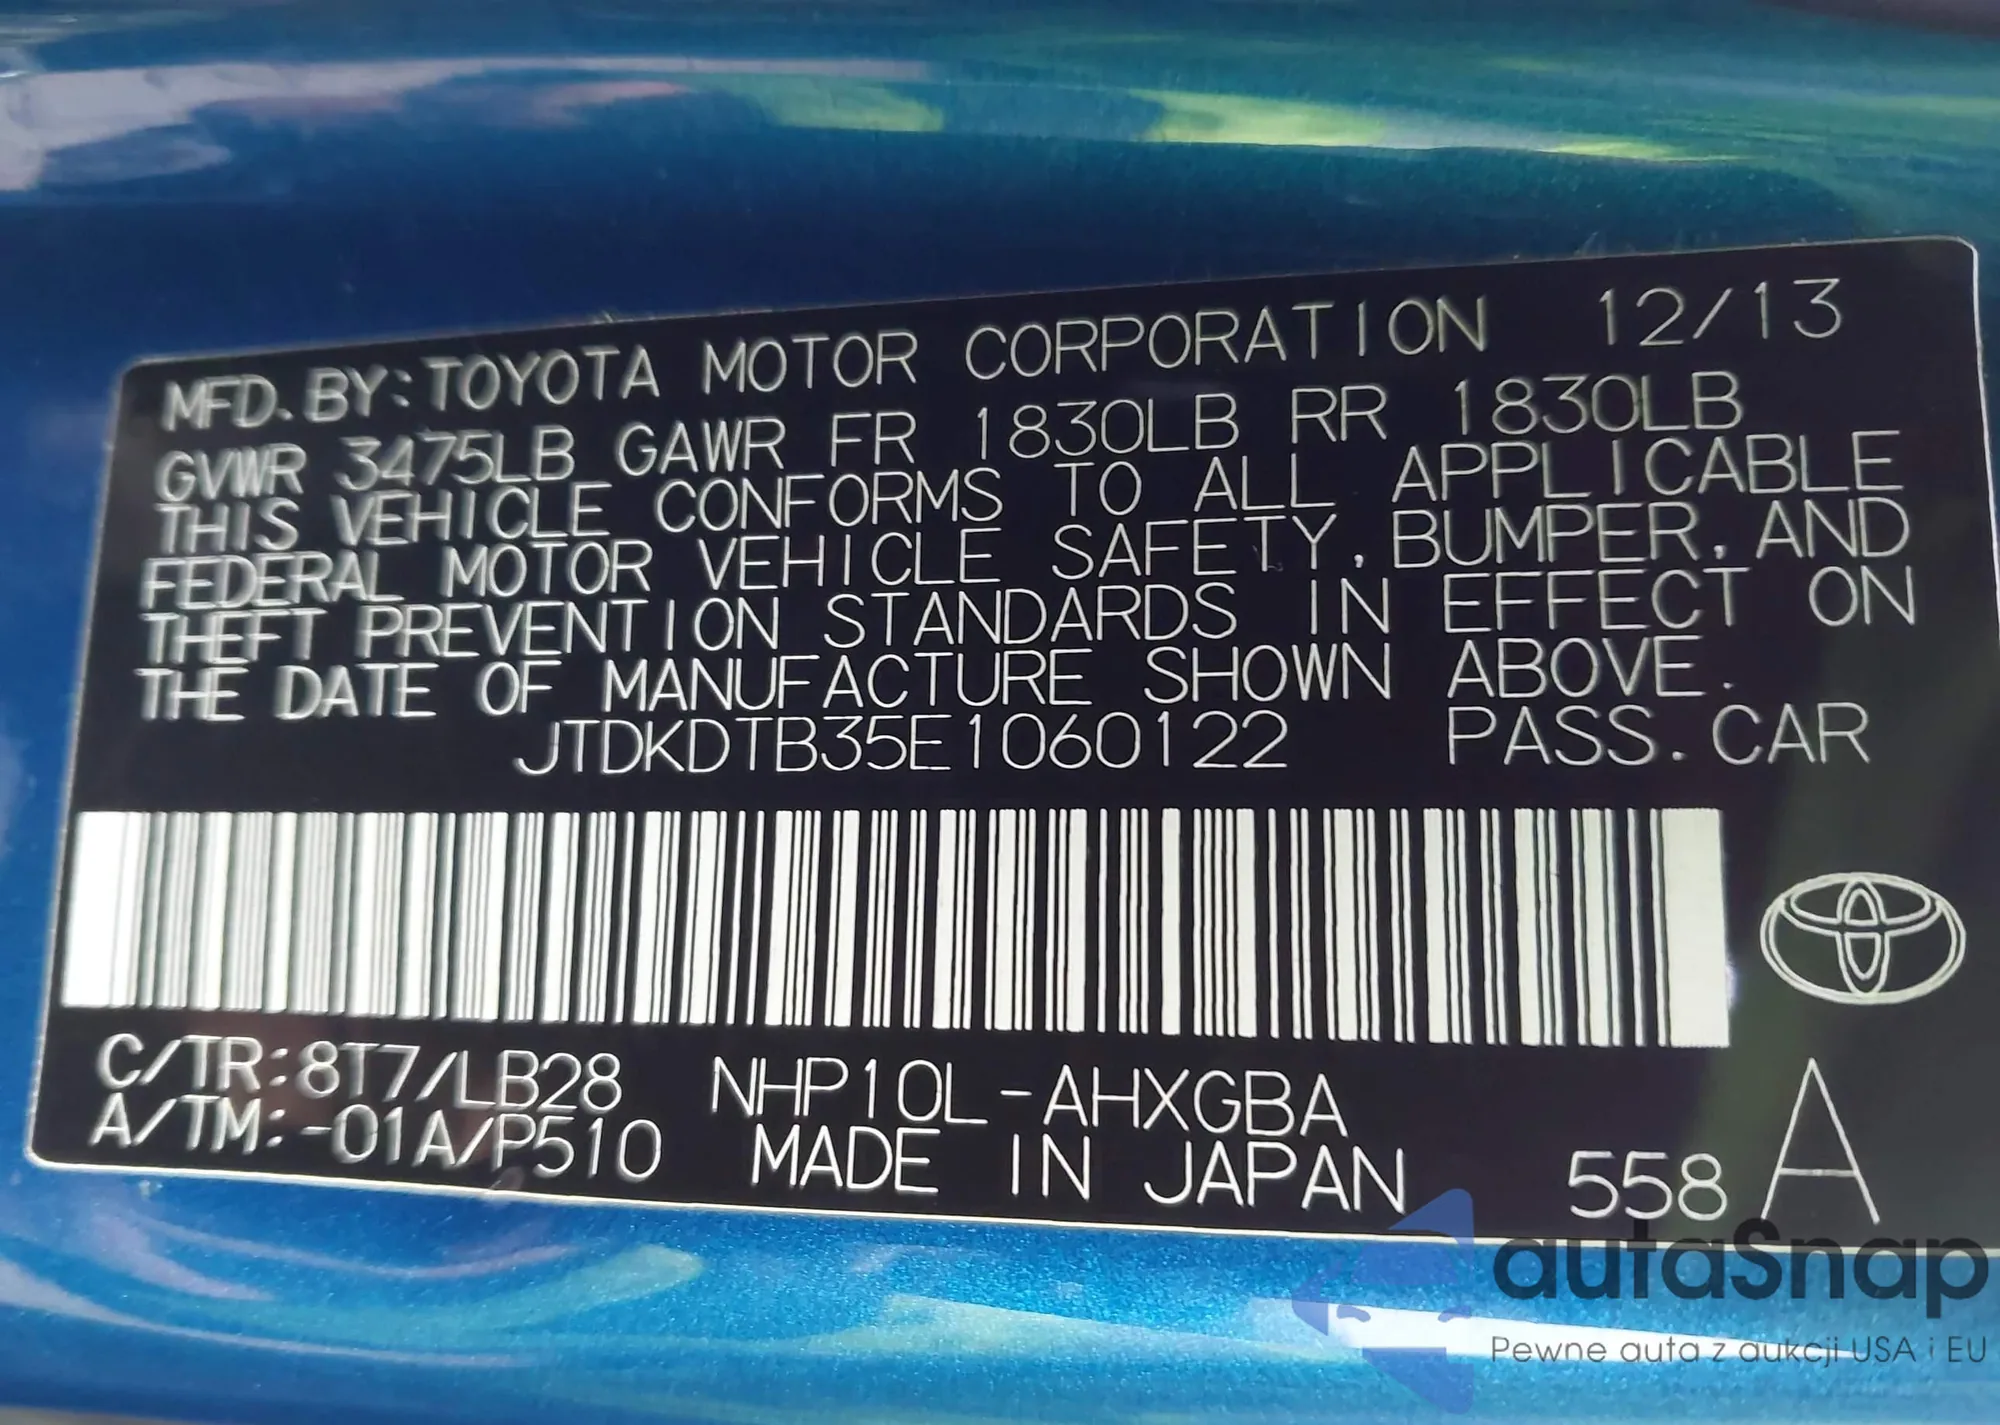 MFD. BY: TOYOTA MOTOR CORPORATION 12/13
GVWR 3475LB GAWR FR 1830LB RR 1830LB
THIS VEHICLE CONFORMS TO ALL APPLICABLE
FEDERAL MOTOR VEHICLE SAFETY, BUMPER, AND
THEFT PREVENTION STANDARDS IN EFFECT ON
THE DATE OF MANUFACTURE SHOWN ABOVE.
JTDKDTB35E1060122 PASS. CAR
C/TR: 8T7/LB28 NHP10L-AHXGBA
A/TM: -01A/P510 MADE IN JAPAN 558 A
autaSnap
Pewne auta z aukcji USA i EU